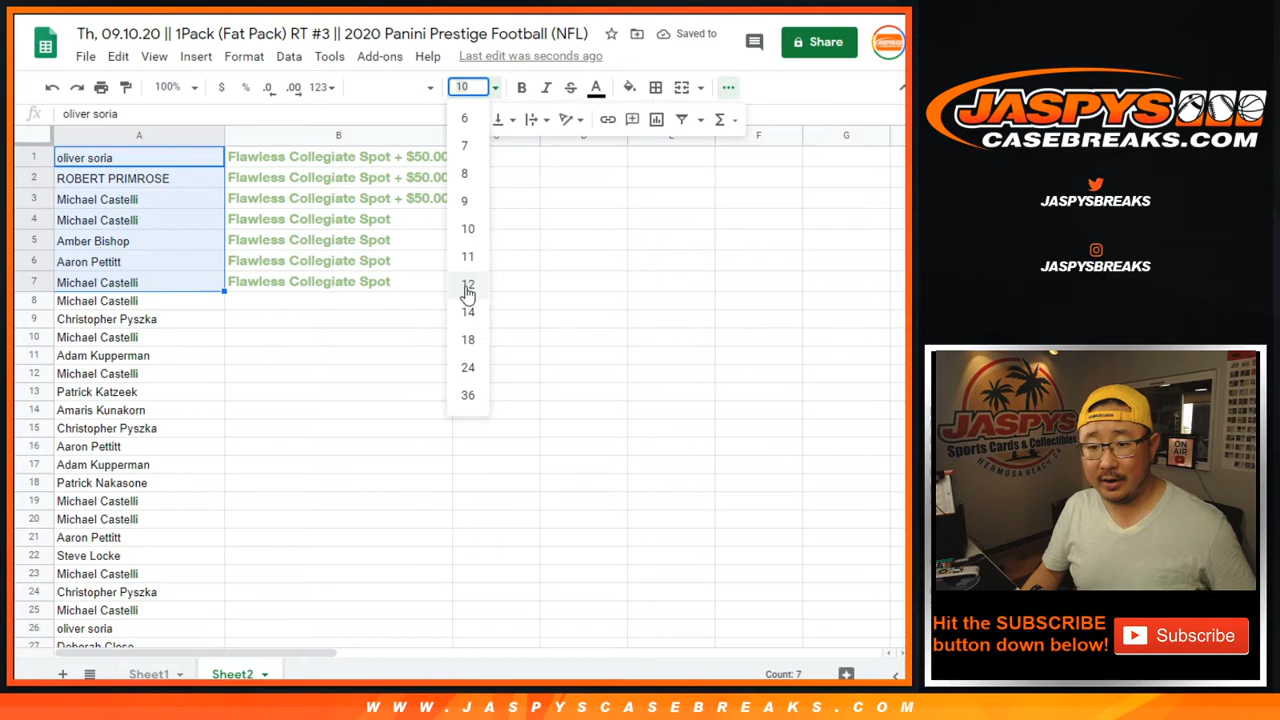 Th, 09.10.20 || 1Pack (Fat Pack) RT #3 || 2020 Panini Prestige Football (NFL)
Saved to
File Edit View Insert Format Data Tools Add-ons Help Last edit was seconds ago
Share
100% $ % .0 .00 123 10 B I S A
fx oliver soria
A B F G
1 oliver soria Flawless Collegiate Spot + $50.00
2 ROBERT PRIMROSE Flawless Collegiate Spot + $50.00
3 Michael Castelli Flawless Collegiate Spot + $50.00
4 Michael Castelli Flawless Collegiate Spot
5 Amber Bishop Flawless Collegiate Spot
6 Aaron Pettitt Flawless Collegiate Spot
7 Michael Castelli Flawless Collegiate Spot
8 Michael Castelli
9 Christopher Pyszka
10 Michael Castelli
11 Adam Kupperman
12 Michael Castelli
13 Patrick Katzeek
14 Amaris Kunakorn
15 Christopher Pyszka
16 Aaron Pettitt
17 Adam Kupperman
18 Patrick Nakasone
19 Michael Castelli
20 Michael Castelli
21 Aaron Pettitt
22 Steve Locke
23 Michael Castelli
24 Christopher Pyszka
25 Michael Castelli
26 oliver soria
27 Deborah Close
6
7
8
9
10
11
12
14
18
24
36
Sheet1 Sheet2 Count: 7
JASPYS
CASEBREAKS.COM
JASPYSBREAKS
JASPYSBREAKS
JASPYS
Sports Cards & Collectibles
HERMOSA BEACH, CA
ON
AIR
Hit the SUBSCRIBE
button down below!
Subscribe
WWW.JASPYSCASEBREAKS.COM